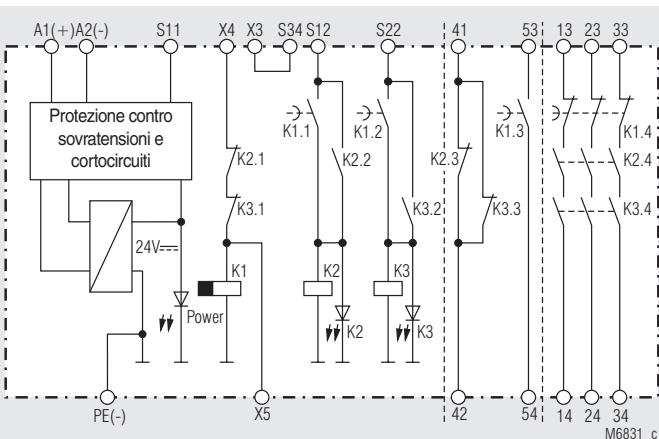 A1(+) A2(-) S11 X4 X3 S34 S12 S22 41 53 13 23 33
Protezione contro
sovratensioni e
cortocircuiti
K1.1 K1.2 K1.3 K1.4
K2.1 K2.2 K2.3 K2.4
K3.1 K3.2 K3.3 K3.4
24V
K1 K2 K3
Power K2 K3
PE(-) X5 42 54 14 24 34
M6831_c